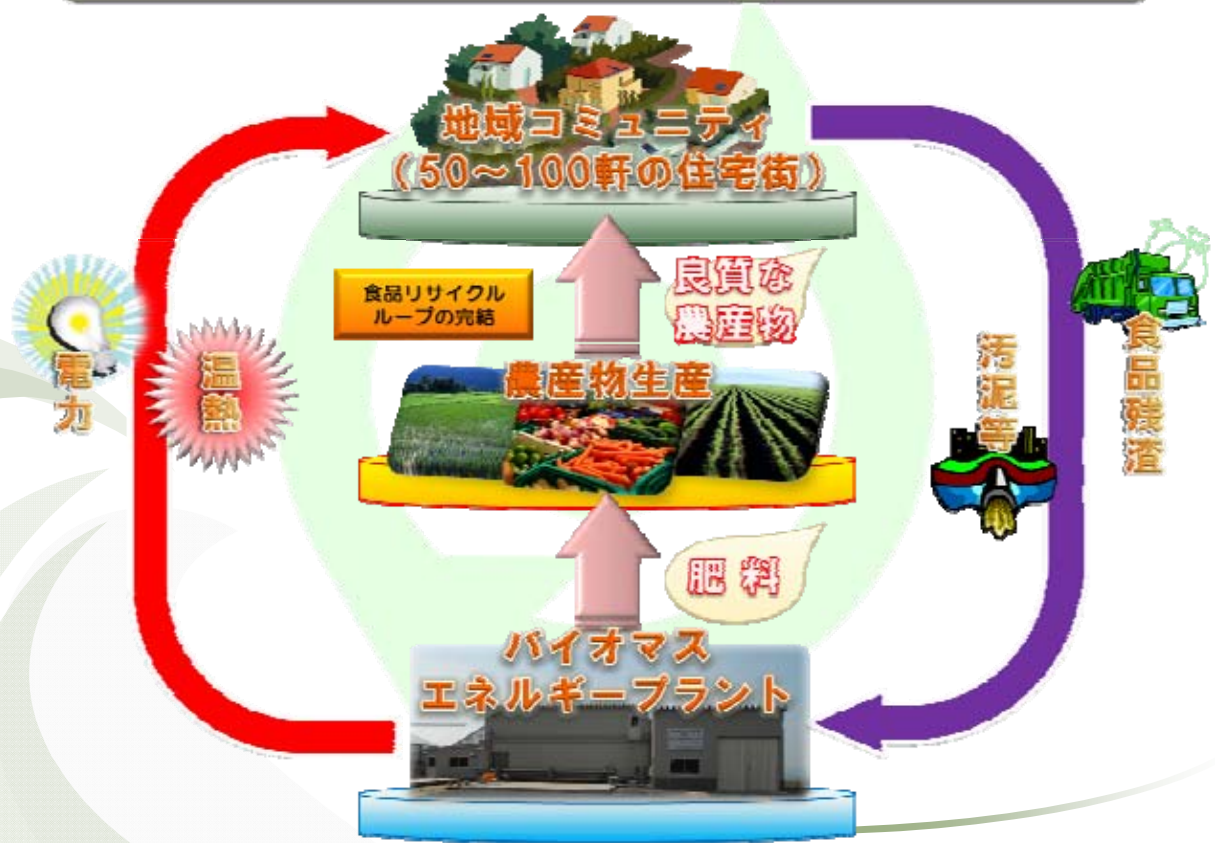 地域コミュニティ
（50～100軒の住宅街）
食品リサイクル
ループの完結
良質な
農産物
電力
温熱
農産物生産
汚泥等
食品残渣
肥料
バイオマス
エネルギープラント